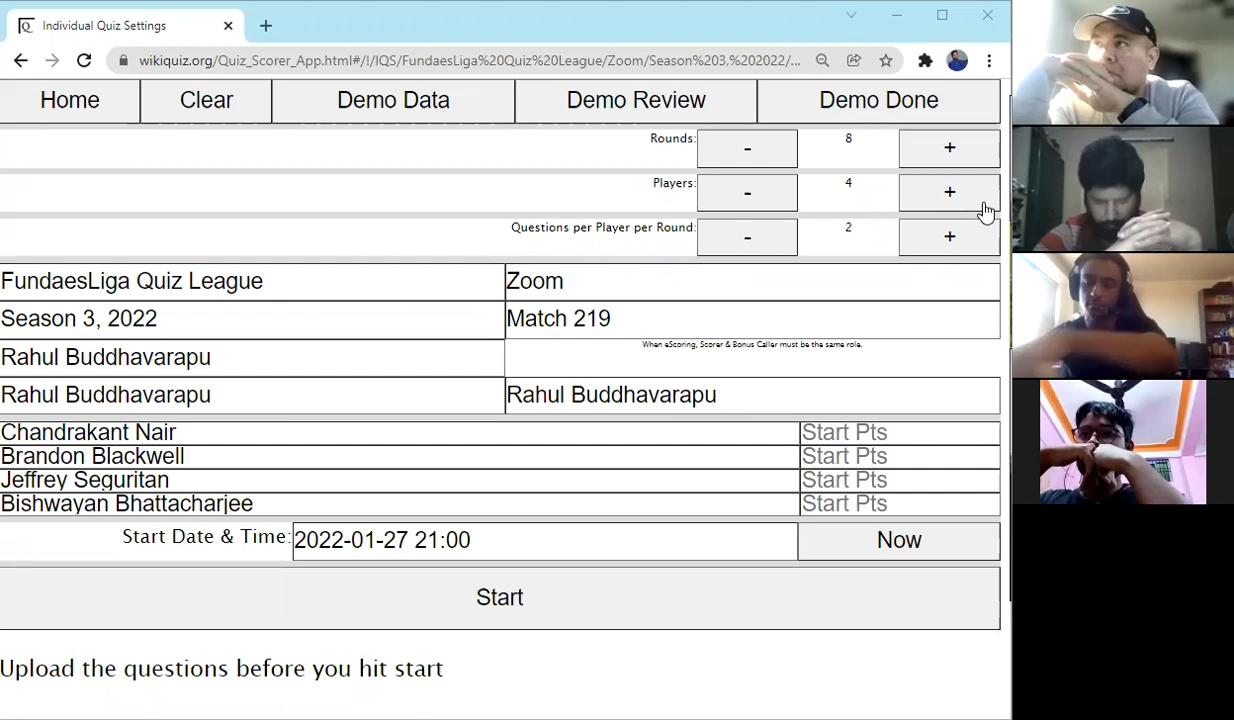 Individual Quiz Settings
wikiquiz.org/Quiz_Scorer_App.html#/!/IQS/FundaesLiga%20Quiz%20League/Zoom/Season%203,%202022/...
Home Clear Demo Data Demo Review Demo Done
Rounds: - 8 +
Players: - 4 +
Questions per Player per Round: - 2 +
FundaesLiga Quiz League Zoom
Season 3, 2022 Match 219
Rahul Buddhavarapu When eScoring, Scorer & Bonus Caller must be the same role.
Rahul Buddhavarapu Rahul Buddhavarapu
Chandrakant Nair Start Pts
Brandon Blackwell Start Pts
Jeffrey Seguritan Start Pts
Bishwayan Bhattacharjee Start Pts
Start Date & Time: 2022-01-27 21:00 Now
Start
Upload the questions before you hit start